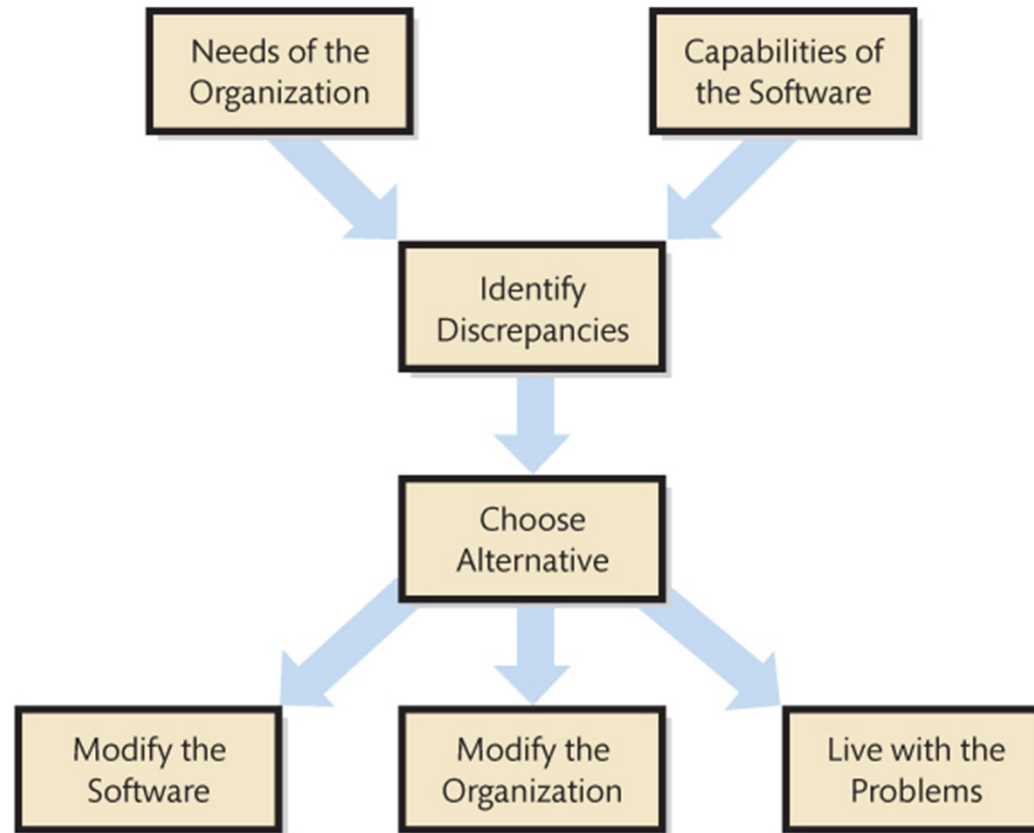 Needs of the
Organization
Capabilities of
the Software
Identify
Discrepancies
Choose
Alternative
Modify the
Software
Modify the
Organization
Live with the
Problems